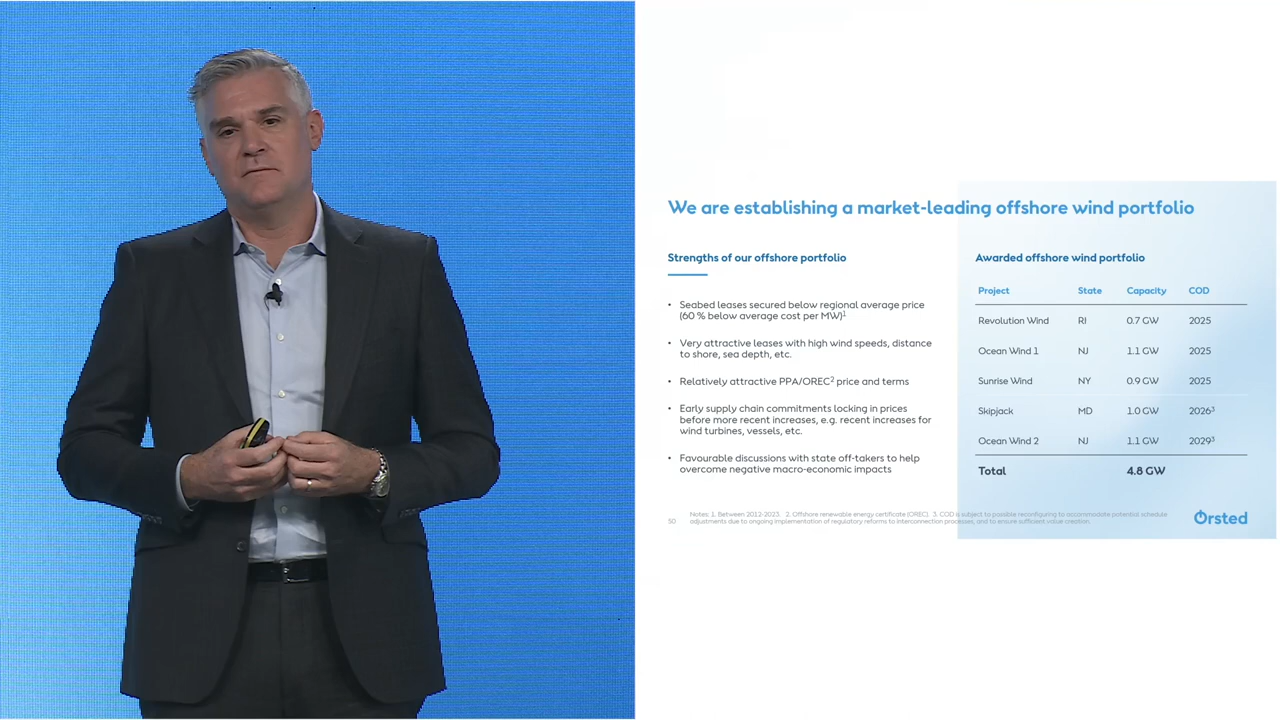 We are establishing a market-leading offshore wind portfolio
Strengths of our offshore portfolio
• Seabed leases secured below regional average price
(60 % below average cost per MW)1
• Very attractive leases with high wind speeds, distance
to shore, sea depth, etc.
• Relatively attractive PPA/OREC2 price and terms
• Early supply chain commitments locking in prices
before more recent increases, e.g. recent increases for
wind turbines, vessels, etc.
• Favourable discussions with state off-takers to help
overcome negative macro-economic impacts
Awarded offshore wind portfolio
Project State Capacity COD
Revolution Wind RI 0.7 GW 2025
Ocean Wind 1 NJ 1.1 GW 2025
Sunrise Wind NY 0.9 GW 2025
Skipjack MD 1.0 GW 20263
Ocean Wind 2 NJ 1.1 GW 20293
Total 4.8 GW
Notes: 1. Between 2012-2023. 2. Offshore renewable energy certificate (OREC). 3. COD is subject to possible reconfiguring to accommodate potential schedule
50 adjustments due to ongoing implementation of regulatory reforms to interconnection processes, and to ensure sufficient value creation.
Ørsted